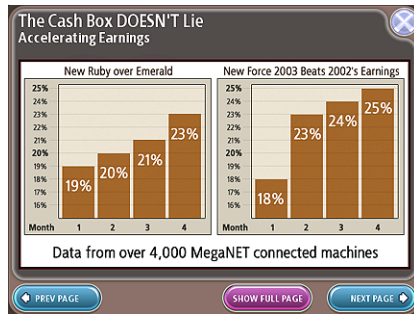 The Cash Box DOESN'T Lie
Accelerating Earnings
New Ruby over Emerald
25%
24%
23%
22%
21%
20%
19%
18%
17%
16%
19%
20%
21%
23%
Month 1 2 3 4
New Force 2003 Beats 2002's Earnings
25%
24%
23%
22%
21%
20%
19%
18%
17%
16%
18%
23%
24%
25%
Month 1 2 3 4
Data from over 4,000 MegaNET connected machines
PREV PAGE
SHOW FULL PAGE
NEXT PAGE